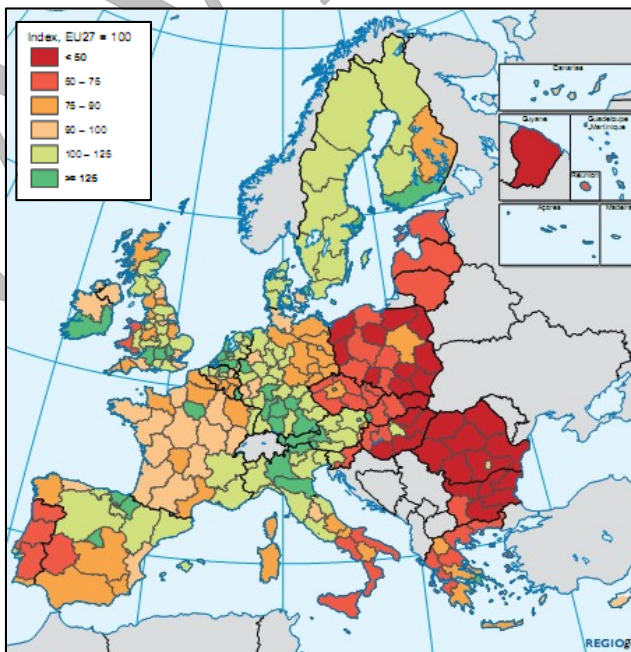 Index, EU27 = 100
< 50
50 – 75
75 – 90
90 – 100
100 – 125
>= 125
Canarias
Guyane
Guadeloupe
Martinique
Réunion
Açores
Madeira
REGIOg